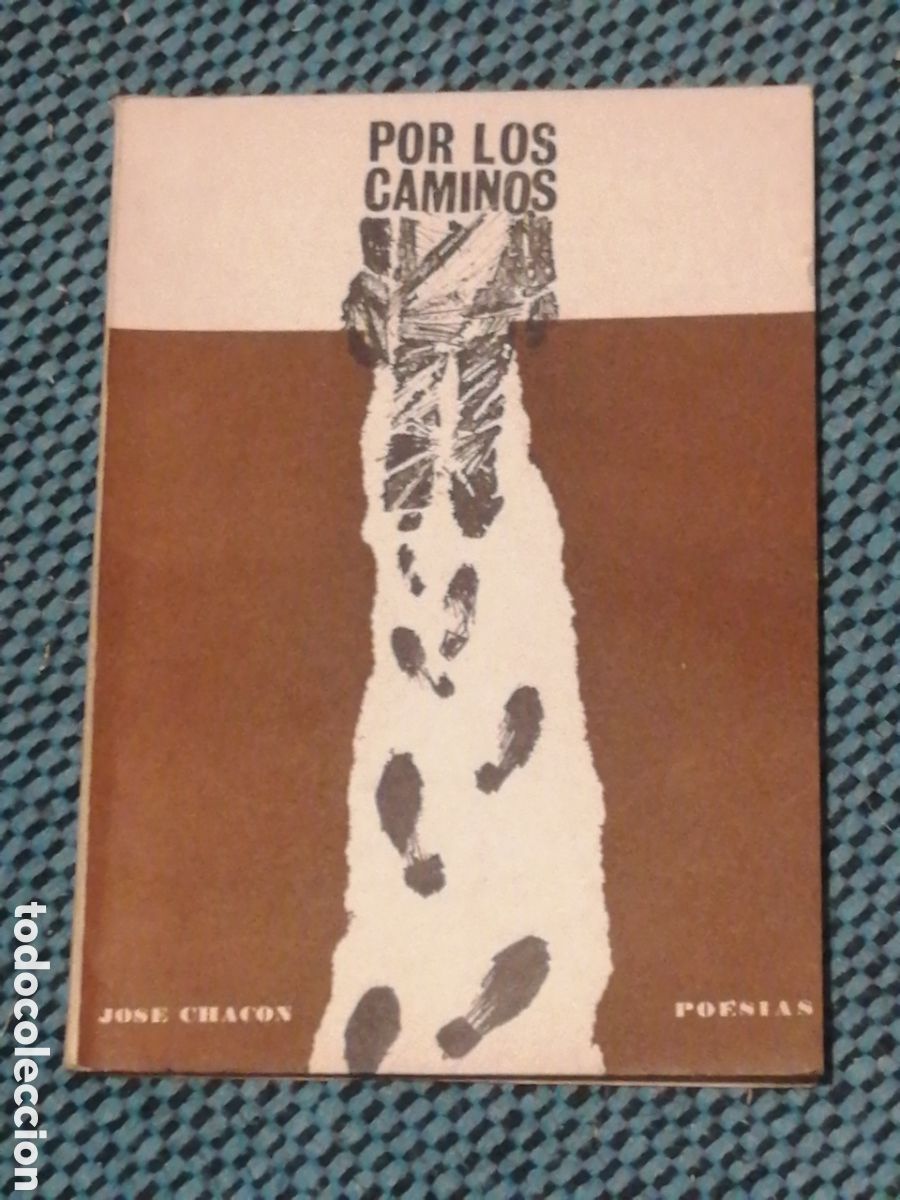 POR LOS
CAMINOS
JOSE CHACON
POESIAS
todocoleccion